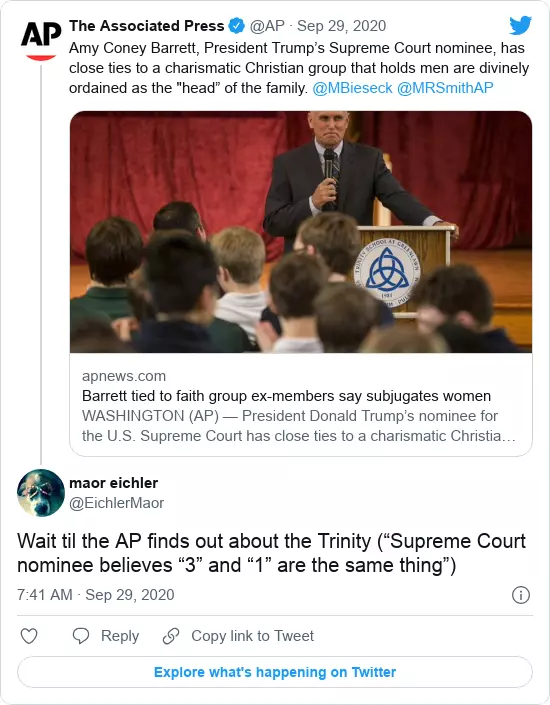 AP
The Associated Press @AP · Sep 29, 2020
Amy Coney Barrett, President Trump’s Supreme Court nominee, has
close ties to a charismatic Christian group that holds men are divinely
ordained as the "head” of the family. @MBieseck @MRSmithAP
TRINITY SCHOOL AT GREENLAWN
1981
apnews.com
Barrett tied to faith group ex-members say subjugates women
WASHINGTON (AP) — President Donald Trump’s nominee for
the U.S. Supreme Court has close ties to a charismatic Christia…
maor eichler
@EichlerMaor
Wait til the AP finds out about the Trinity (“Supreme Court
nominee believes “3” and “1” are the same thing”)
7:41 AM · Sep 29, 2020
Reply
Copy link to Tweet
Explore what's happening on Twitter